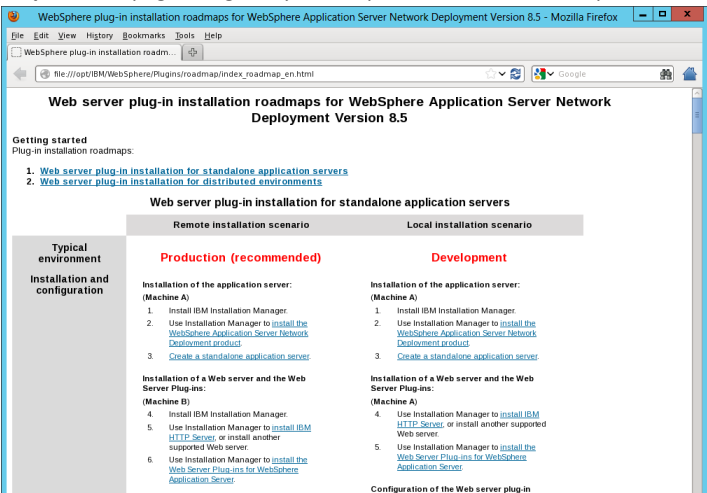 WebSphere plug-in installation roadmaps for WebSphere Application Server Network Deployment Version 8.5 - Mozilla Firefox
File Edit View History Bookmarks Tools Help
WebSphere plug-in installation roadm...
file:///opt/IBM/WebSphere/Plugins/roadmap/index_roadmap_en.html
Google
Web server plug-in installation roadmaps for WebSphere Application Server Network
Deployment Version 8.5
Getting started
Plug-in installation roadmaps:
1. Web server plug-in installation for standalone application servers
2. Web server plug-in installation for distributed environments
Web server plug-in installation for standalone application servers
Remote installation scenario
Local installation scenario
Typical
environment
Installation and
configuration
Production (recommended)
Installation of the application server:
(Machine A)
1. Install IBM Installation Manager.
2. Use Installation Manager to install the
WebSphere Application Server Network
Deployment product.
3. Create a standalone application server.
Installation of a Web server and the Web
Server Plug-ins:
(Machine B)
4. Install IBM Installation Manager.
5. Use Installation Manager to install IBM
HTTP Server, or install another
supported Web server.
6. Use Installation Manager to install the
Web Server Plug-ins for WebSphere
Application Server.
Development
Installation of the application server:
(Machine A)
1. Install IBM Installation Manager.
2. Use Installation Manager to install the
WebSphere Application Server Network
Deployment product.
3. Create a standalone application server.
Installation of a Web server and the Web
Server Plug-ins:
(Machine A)
4. Use Installation Manager to install IBM
HTTP Server, or install another supported
Web server.
5. Use Installation Manager to install the
Web Server Plug-ins for WebSphere
Application Server.
Configuration of the Web server plug-in